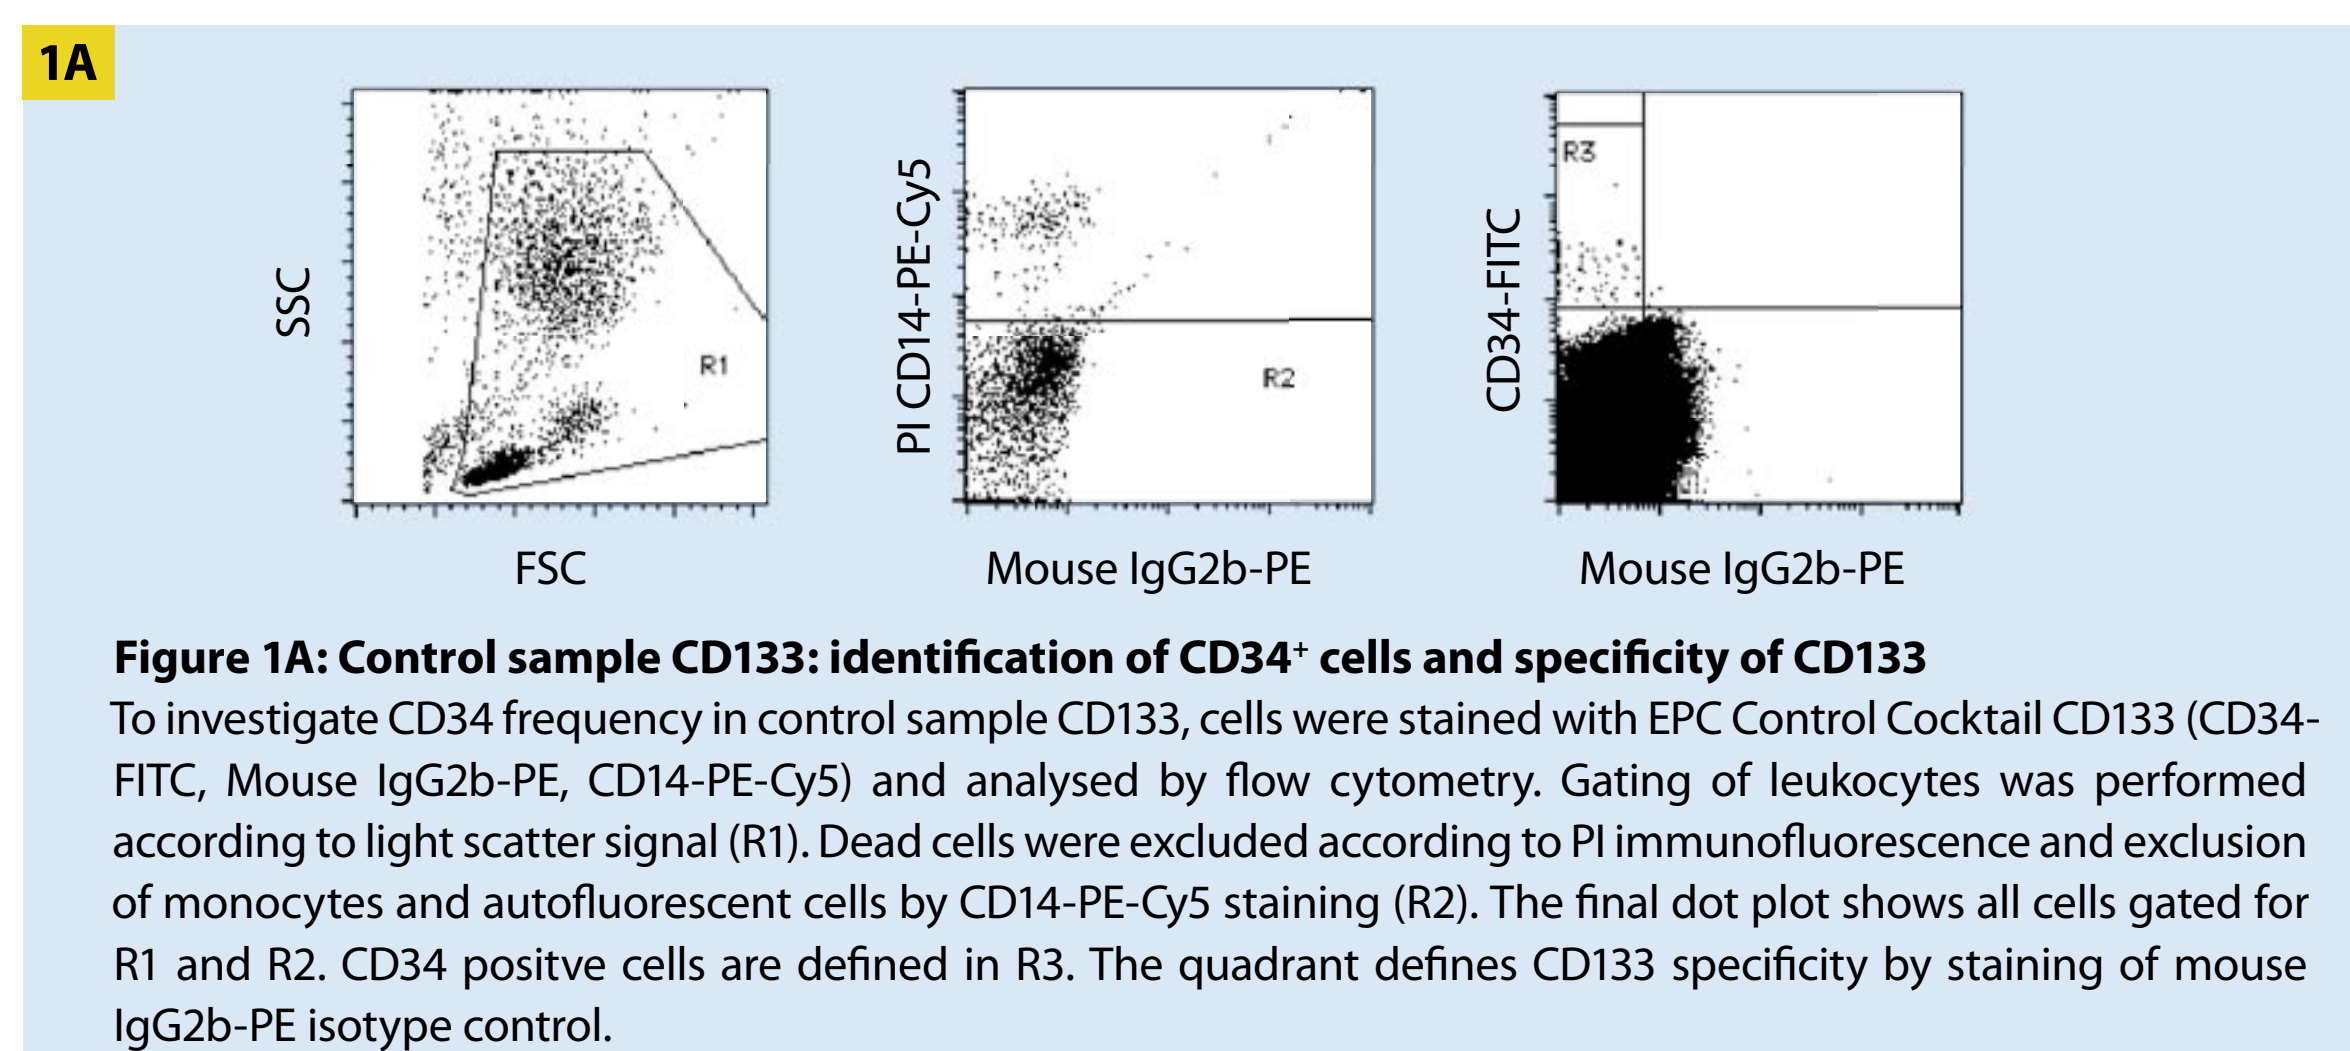 1A
SSC
R1
FSC
PI CD14-PE-Cy5
R2
Mouse IgG2b-PE
CD34-FITC
R3
Mouse IgG2b-PE
Figure 1A: Control sample CD133: identification of CD34⁺ cells and specificity of CD133
To investigate CD34 frequency in control sample CD133, cells were stained with EPC Control Cocktail CD133 (CD34-
FITC, Mouse IgG2b-PE, CD14-PE-Cy5) and analysed by flow cytometry. Gating of leukocytes was performed
according to light scatter signal (R1). Dead cells were excluded according to PI immunofluorescence and exclusion
of monocytes and autofluorescent cells by CD14-PE-Cy5 staining (R2). The final dot plot shows all cells gated for
R1 and R2. CD34 positve cells are defined in R3. The quadrant defines CD133 specificity by staining of mouse
IgG2b-PE isotype control.